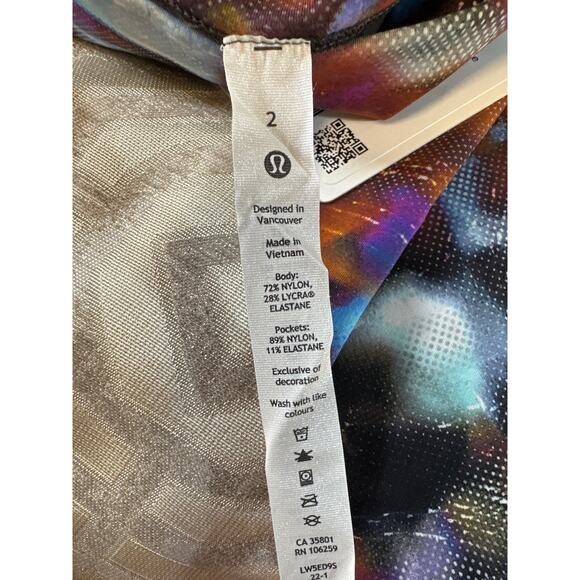 2
Designed in
Vancouver
Made in
Vietnam
Body:
72% NYLON,
28% LYCRA®
ELASTANE
Pockets:
89% NYLON,
11% ELASTANE
Exclusive of
decoration
Wash with like
colours
CA 35801
RN 106259
LW5ED9S
22-1